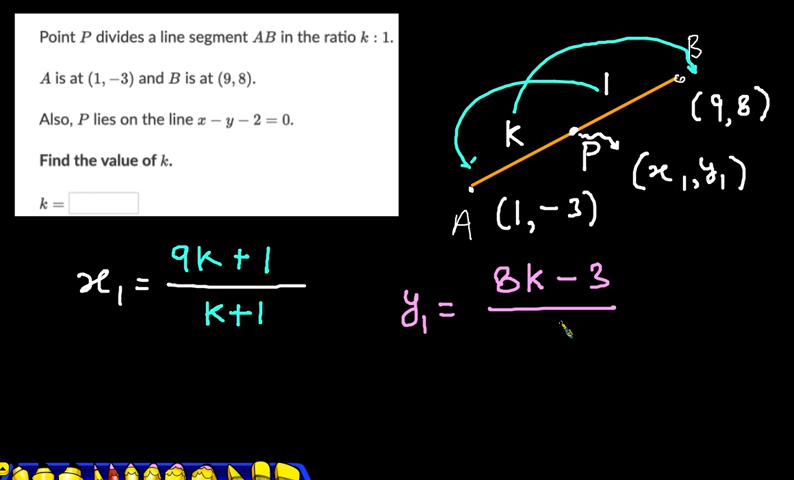 Point P divides a line segment AB in the ratio k : 1.
A is at (1, −3) and B is at (9, 8).
Also, P lies on the line x − y − 2 = 0.
Find the value of k.
k =
B
1
(9,8)
K
P
(x₁,y₁)
A (1,-3)
x₁ = 9k+1 / k+1
y₁ = 8k-3